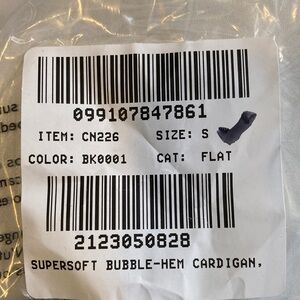 099107847861
ITEM: CN226 SIZE: S
COLOR: BK0001 CAT: FLAT
2123050828
SUPERSOFT BUBBLE-HEM CARDIGAN.